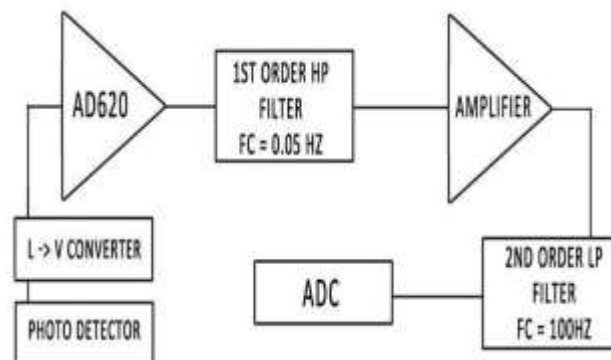 AD620
1ST ORDER HP
FILTER
FC = 0.05 HZ
AMPLIFIER
L -> V CONVERTER
PHOTO DETECTOR
ADC
2ND ORDER LP
FILTER
FC = 100HZ